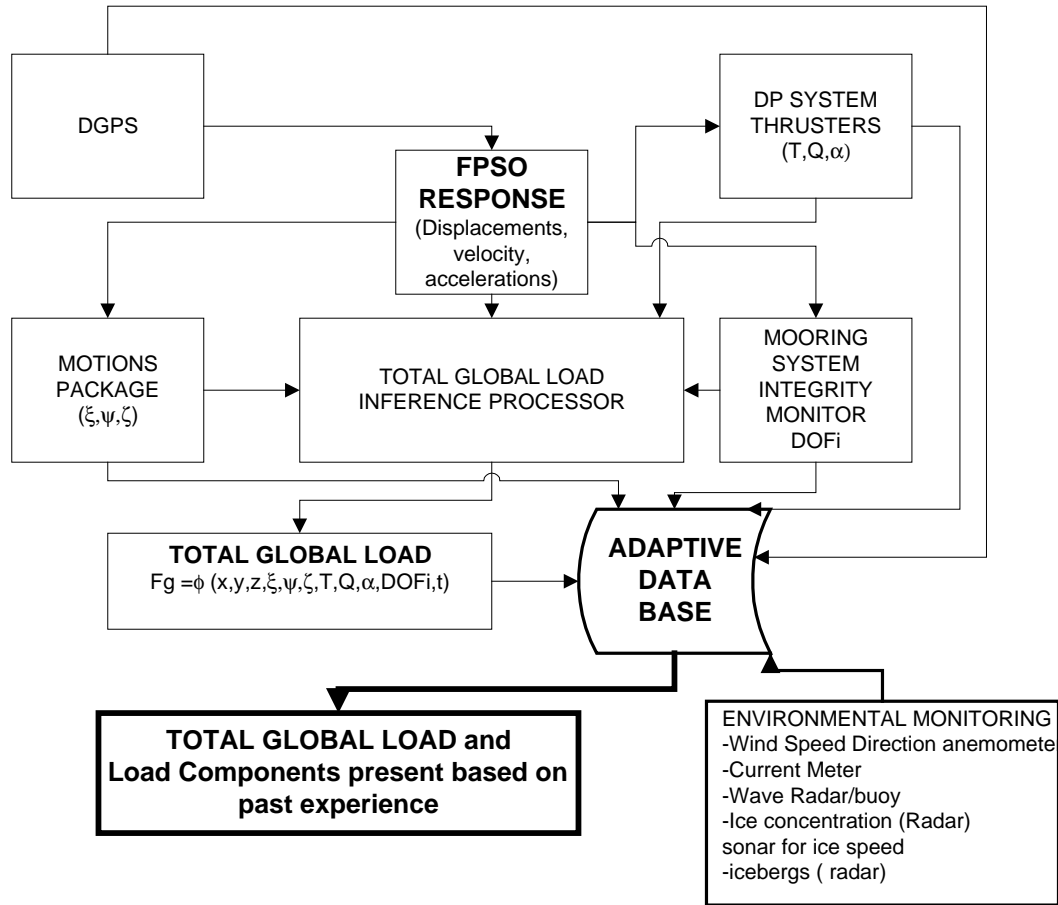 DGPS
DP SYSTEM
THRUSTERS
(T,Q,α)
FPSO
RESPONSE
(Displacements,
velocity,
accelerations)
MOTIONS
PACKAGE
(ξ,ψ,ζ)
TOTAL GLOBAL LOAD
INFERENCE PROCESSOR
MOORING
SYSTEM
INTEGRITY
MONITOR
DOFi
TOTAL GLOBAL LOAD
Fg =ϕ (x,y,z,ξ,ψ,ζ,T,Q,α,DOFi,t)
ADAPTIVE
DATA
BASE
TOTAL GLOBAL LOAD and
Load Components present based on
past experience
ENVIRONMENTAL MONITORING
-Wind Speed Direction anemomete
-Current Meter
-Wave Radar/buoy
-Ice concentration (Radar)
sonar for ice speed
-icebergs ( radar)